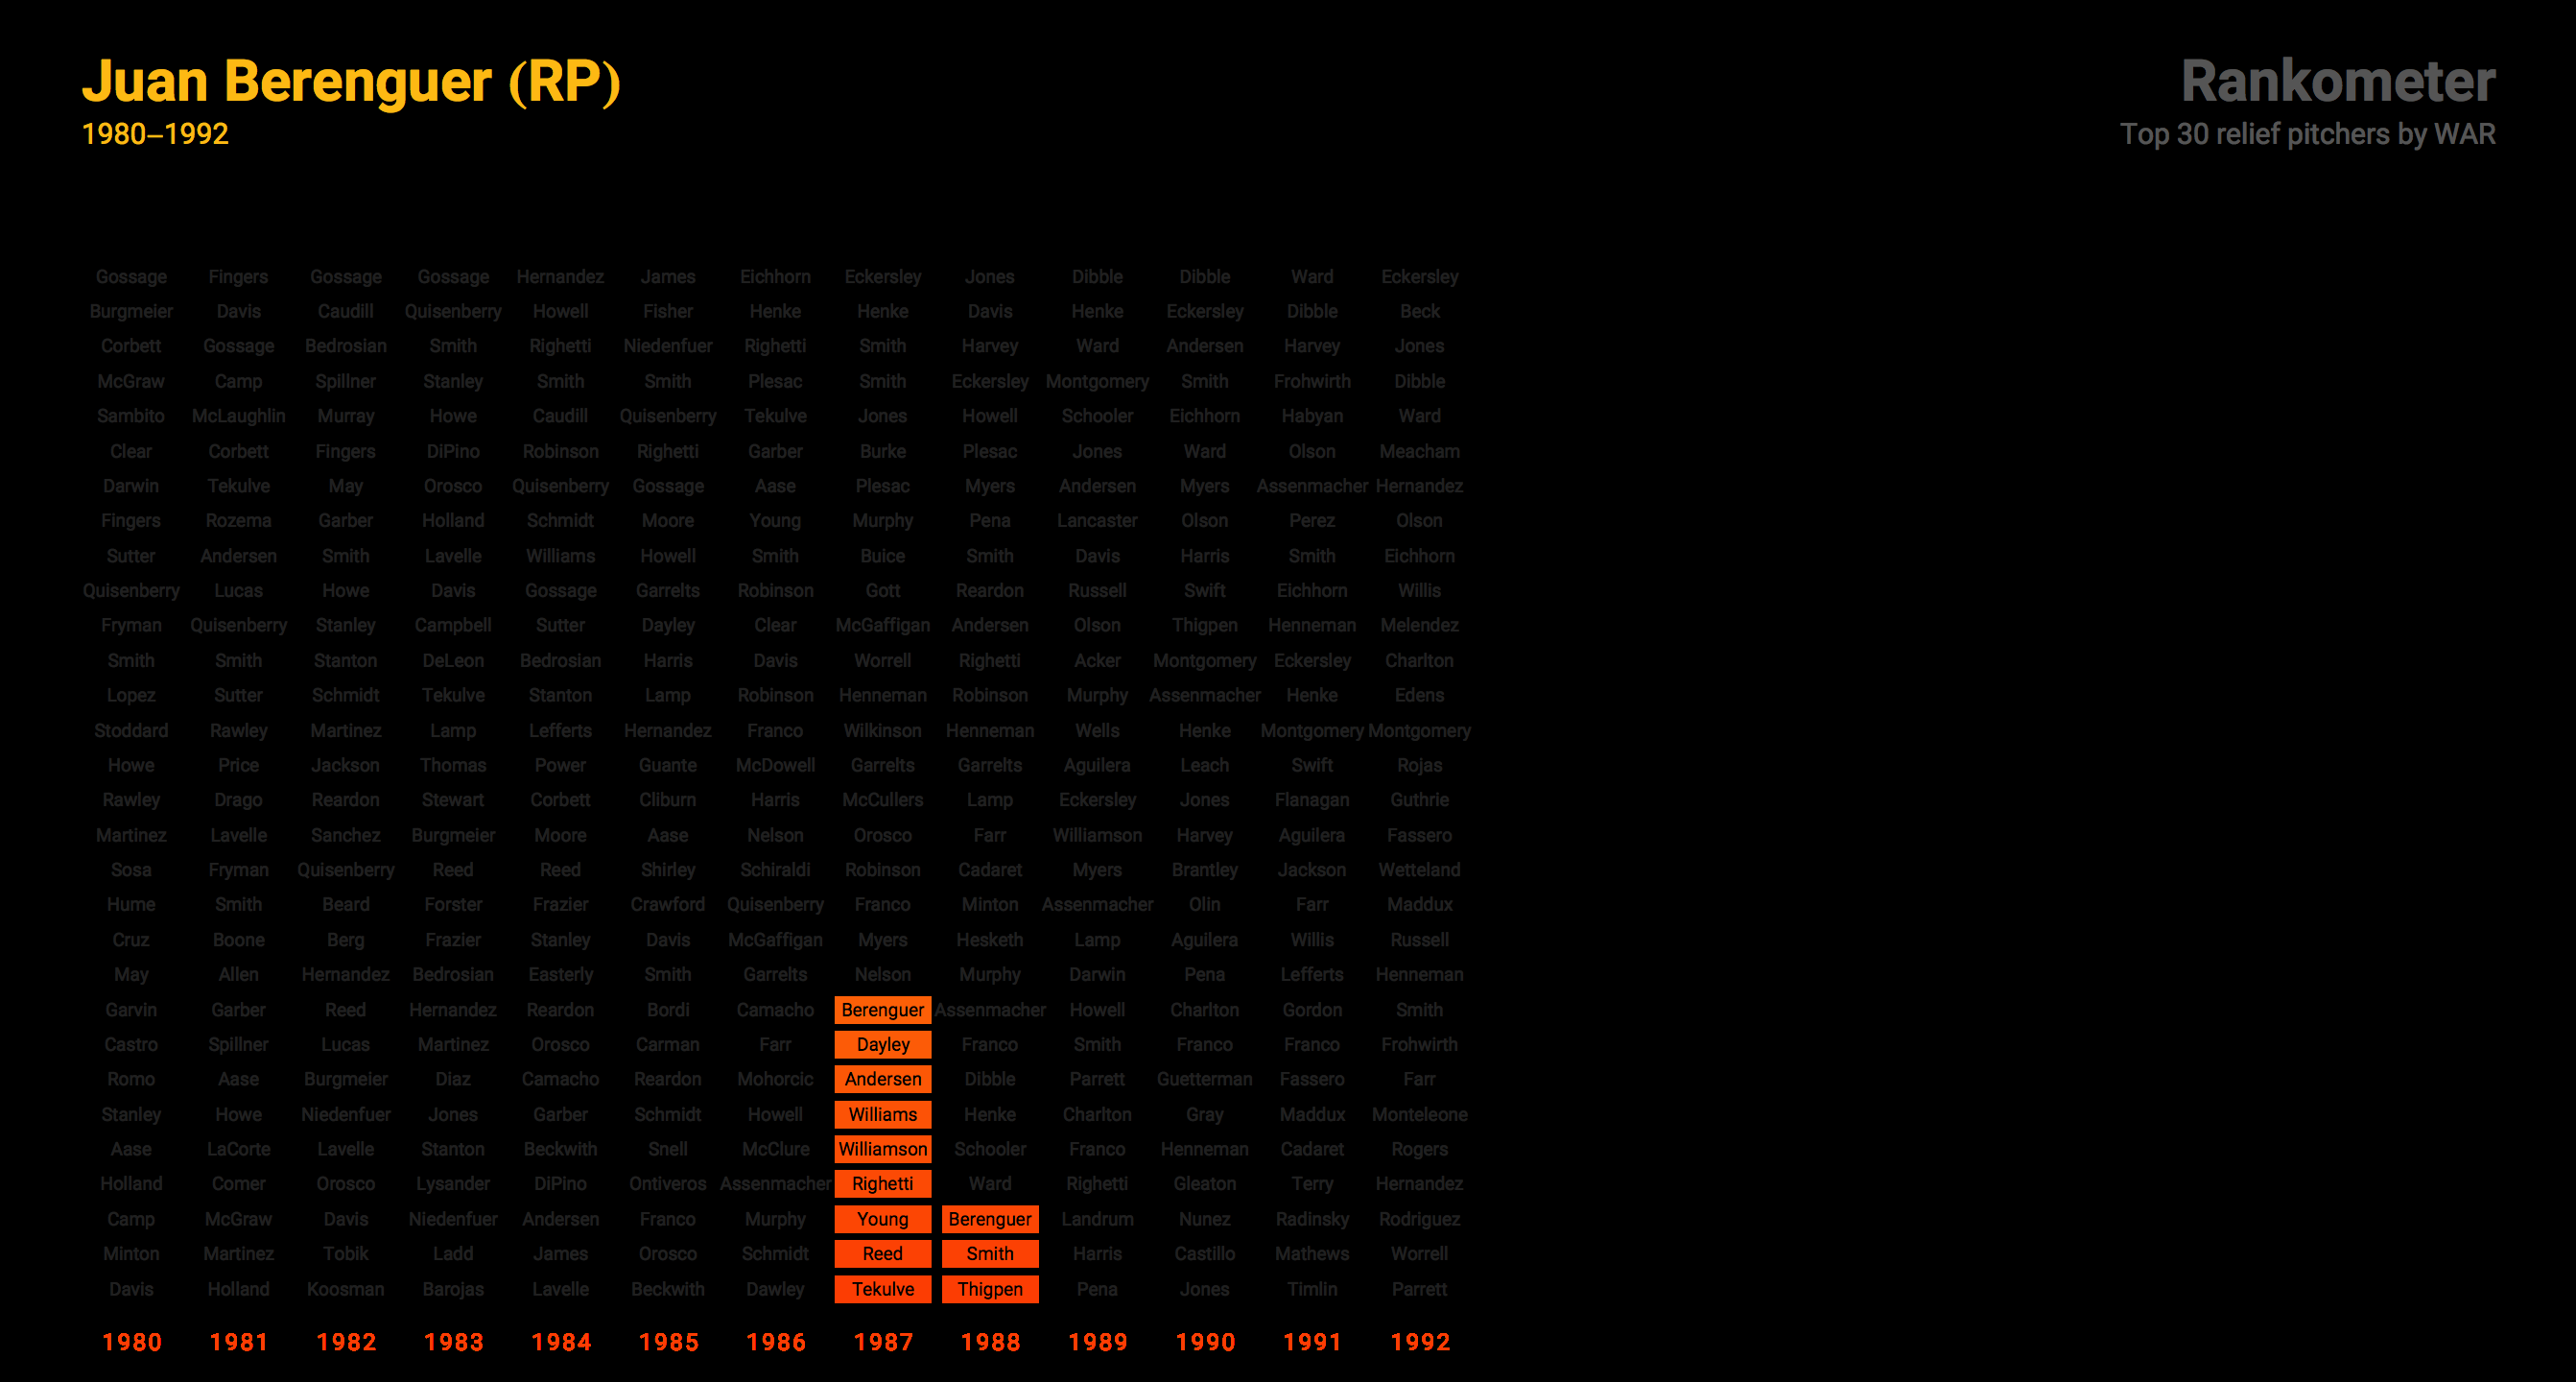 Juan Berenguer (RP)
1980–1992
Rankometer
Top 30 relief pitchers by WAR
Gossage Fingers Gossage Gossage Hernandez James Eichhorn Eckersley Jones Dibble Dibble Ward Eckersley
Burgmeier Davis Caudill Quisenberry Howell Fisher Henke Henke Davis Henke Eckersley Dibble Beck
Corbett Gossage Bedrosian Smith Righetti Niedenfuer Righetti Smith Harvey Ward Andersen Harvey Jones
McGraw Camp Spillner Stanley Smith Smith Plesac Smith Eckersley Montgomery Smith Frohwirth Dibble
Sambito McLaughlin Murray Howe Caudill Quisenberry Tekulve Jones Howell Schooler Eichhorn Habyan Ward
Clear Corbett Fingers DiPino Robinson Righetti Garber Burke Plesac Jones Ward Olson Meacham
Darwin Tekulve May Orosco Quisenberry Gossage Aase Plesac Myers Andersen Myers Assenmacher Hernandez
Fingers Rozema Garber Holland Schmidt Moore Young Murphy Pena Lancaster Olson Perez Olson
Sutter Andersen Smith Lavelle Williams Howell Smith Buice Smith Davis Harris Smith Eichhorn
Quisenberry Lucas Howe Davis Gossage Garrelts Robinson Gott Reardon Russell Swift Eichhorn Willis
Fryman Quisenberry Stanley Campbell Sutter Dayley Clear McGaffigan Andersen Olson Thigpen Henneman Melendez
Smith Smith Stanton DeLeon Bedrosian Harris Davis Worrell Righetti Acker Montgomery Eckersley Charlton
Lopez Sutter Schmidt Tekulve Stanton Lamp Robinson Henneman Robinson Murphy Assenmacher Henke Edens
Stoddard Rawley Martinez Lamp Lefferts Hernandez Franco Wilkinson Henneman Wells Henke Montgomery Montgomery
Howe Price Jackson Thomas Power Guante McDowell Garrelts Garrelts Aguilera Leach Swift Rojas
Rawley Drago Reardon Stewart Corbett Cliburn Harris McCullers Lamp Eckersley Jones Flanagan Guthrie
Martinez Lavelle Sanchez Burgmeier Moore Aase Nelson Orosco Farr Williamson Harvey Aguilera Fassero
Sosa Fryman Quisenberry Reed Reed Shirley Schiraldi Robinson Cadaret Myers Brantley Jackson Wetteland
Hume Smith Beard Forster Frazier Crawford Quisenberry Franco Minton Assenmacher Olin Farr Maddux
Cruz Boone Berg Frazier Stanley Davis McGaffigan Myers Hesketh Lamp Aguilera Willis Russell
May Allen Hernandez Bedrosian Easterly Smith Garrelts Nelson Murphy Darwin Pena Lefferts Henneman
Garvin Garber Reed Hernandez Reardon Bordi Camacho Berenguer Assenmacher Howell Charlton Gordon Smith
Castro Spillner Lucas Martinez Orosco Carman Farr Dayley Franco Smith Franco Franco Frohwirth
Romo Aase Burgmeier Diaz Camacho Reardon Mohorcic Andersen Dibble Parrett Guetterman Fassero Farr
Stanley Howe Niedenfuer Jones Garber Schmidt Howell Williams Henke Charlton Gray Maddux Monteleone
Aase LaCorte Lavelle Stanton Beckwith Snell McClure Williamson Schooler Franco Henneman Cadaret Rogers
Holland Comer Orosco Lysander DiPino Ontiveros Assenmacher Righetti Ward Righetti Gleaton Terry Hernandez
Camp McGraw Davis Niedenfuer Andersen Franco Murphy Young Berenguer Landrum Nunez Radinsky Rodriguez
Minton Martinez Tobik Ladd James Orosco Schmidt Reed Smith Harris Castillo Mathews Worrell
Davis Holland Koosman Barojas Lavelle Beckwith Dawley Tekulve Thigpen Pena Jones Timlin Parrett
1980 1981 1982 1983 1984 1985 1986 1987 1988 1989 1990 1991 1992